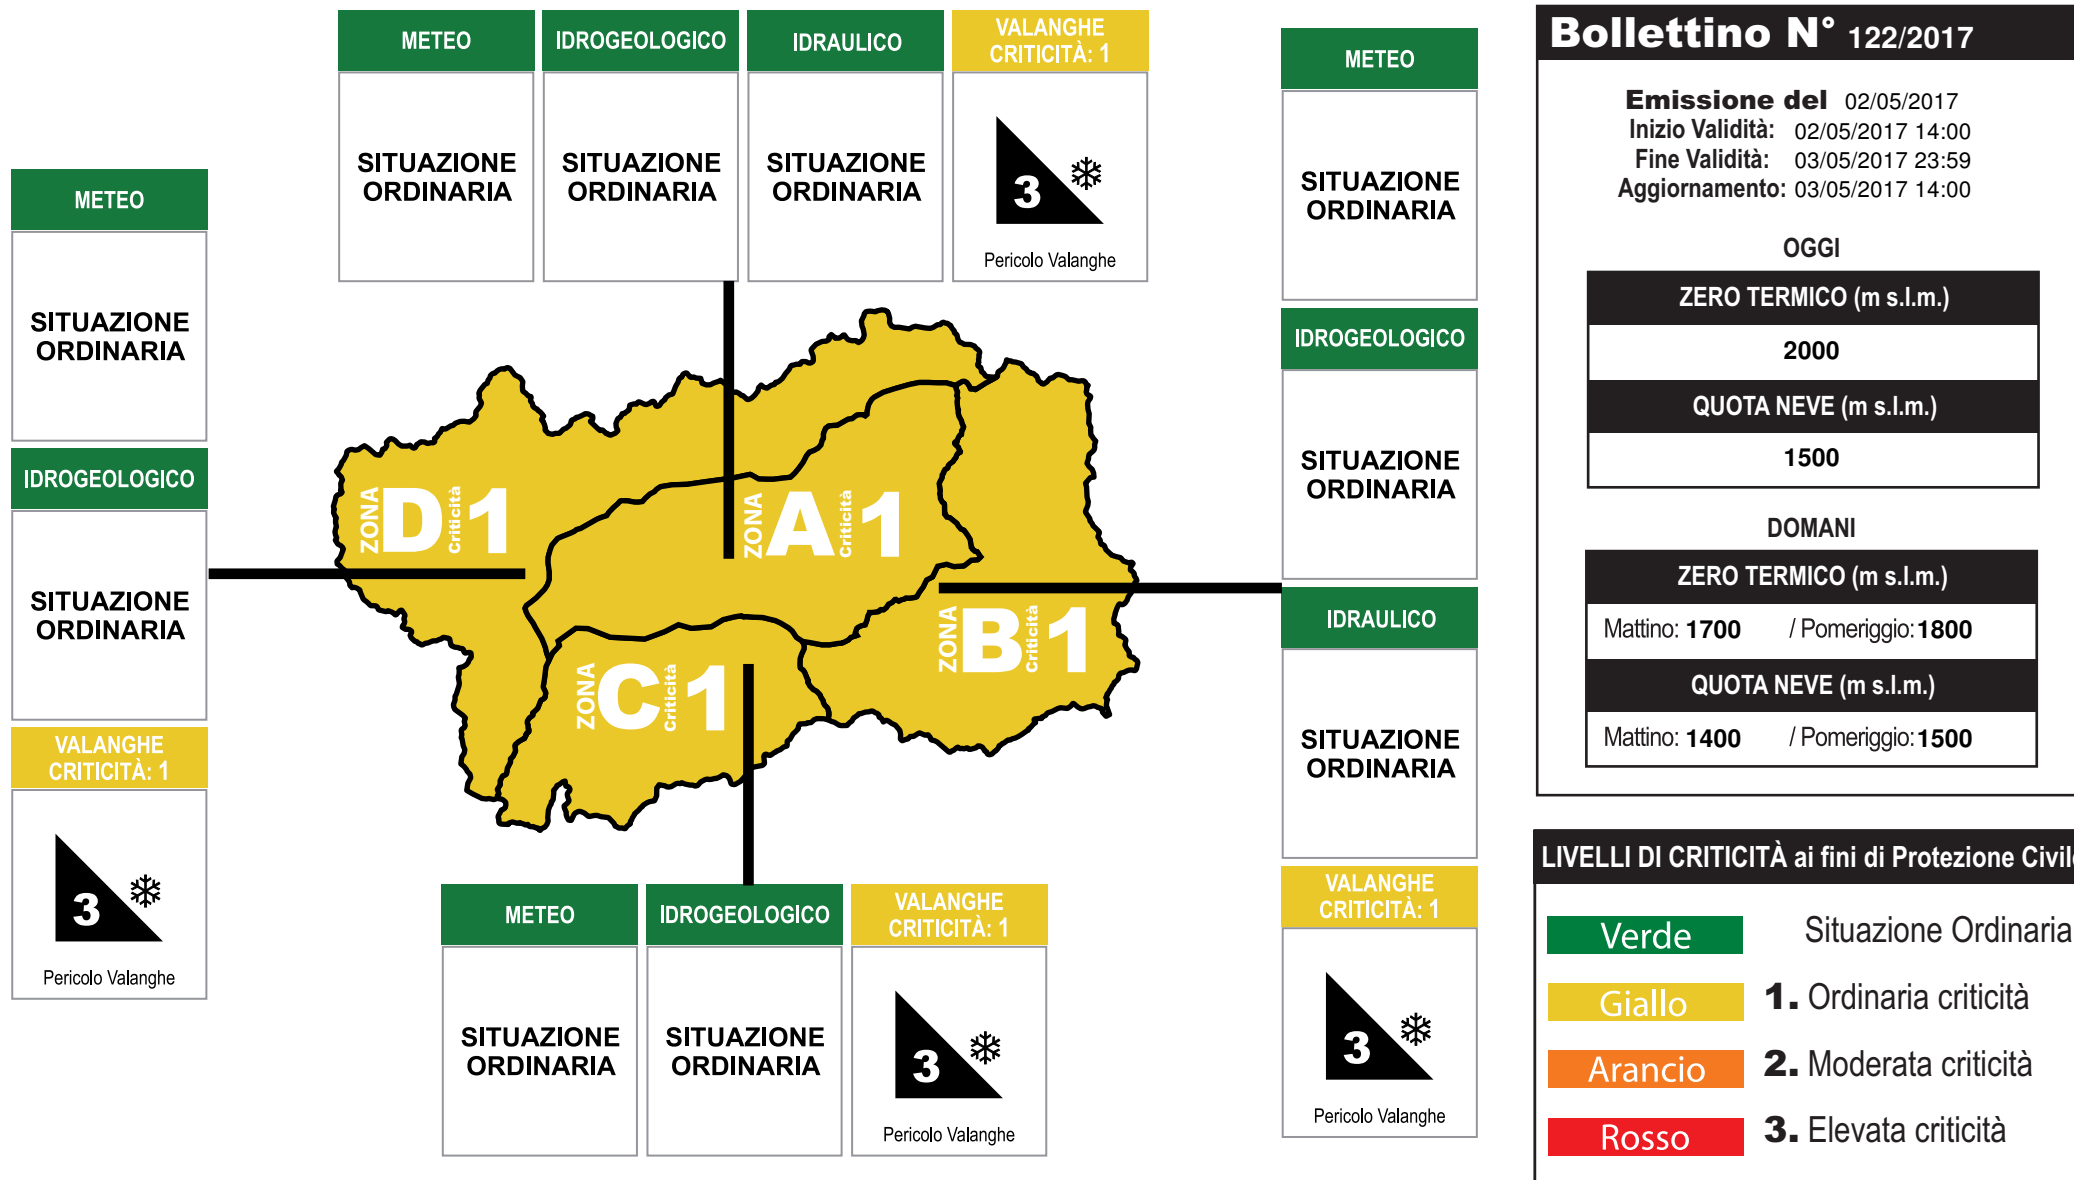 METEO
SITUAZIONE
ORDINARIA
IDROGEOLOGICO
SITUAZIONE
ORDINARIA
IDRAULICO
SITUAZIONE
ORDINARIA
VALANGHE
CRITICITÀ: 1
3
Pericolo Valanghe
METEO
SITUAZIONE
ORDINARIA
IDROGEOLOGICO
SITUAZIONE
ORDINARIA
VALANGHE
CRITICITÀ: 1
3
Pericolo Valanghe
ZONA D Criticità 1
ZONA A Criticità 1
ZONA B Criticità 1
ZONA C Criticità 1
METEO
SITUAZIONE
ORDINARIA
IDROGEOLOGICO
SITUAZIONE
ORDINARIA
VALANGHE
CRITICITÀ: 1
3
Pericolo Valanghe
METEO
SITUAZIONE
ORDINARIA
IDROGEOLOGICO
SITUAZIONE
ORDINARIA
IDRAULICO
SITUAZIONE
ORDINARIA
VALANGHE
CRITICITÀ: 1
3
Pericolo Valanghe
Bollettino N° 122/2017
Emissione del 02/05/2017
Inizio Validità: 02/05/2017 14:00
Fine Validità: 03/05/2017 23:59
Aggiornamento: 03/05/2017 14:00
OGGI
ZERO TERMICO (m s.l.m.)
2000
QUOTA NEVE (m s.l.m.)
1500
DOMANI
ZERO TERMICO (m s.l.m.)
Mattino: 1700 / Pomeriggio: 1800
QUOTA NEVE (m s.l.m.)
Mattino: 1400 / Pomeriggio: 1500
LIVELLI DI CRITICITÀ ai fini di Protezione Civile
Verde Situazione Ordinaria
Giallo 1. Ordinaria criticità
Arancio 2. Moderata criticità
Rosso 3. Elevata criticità